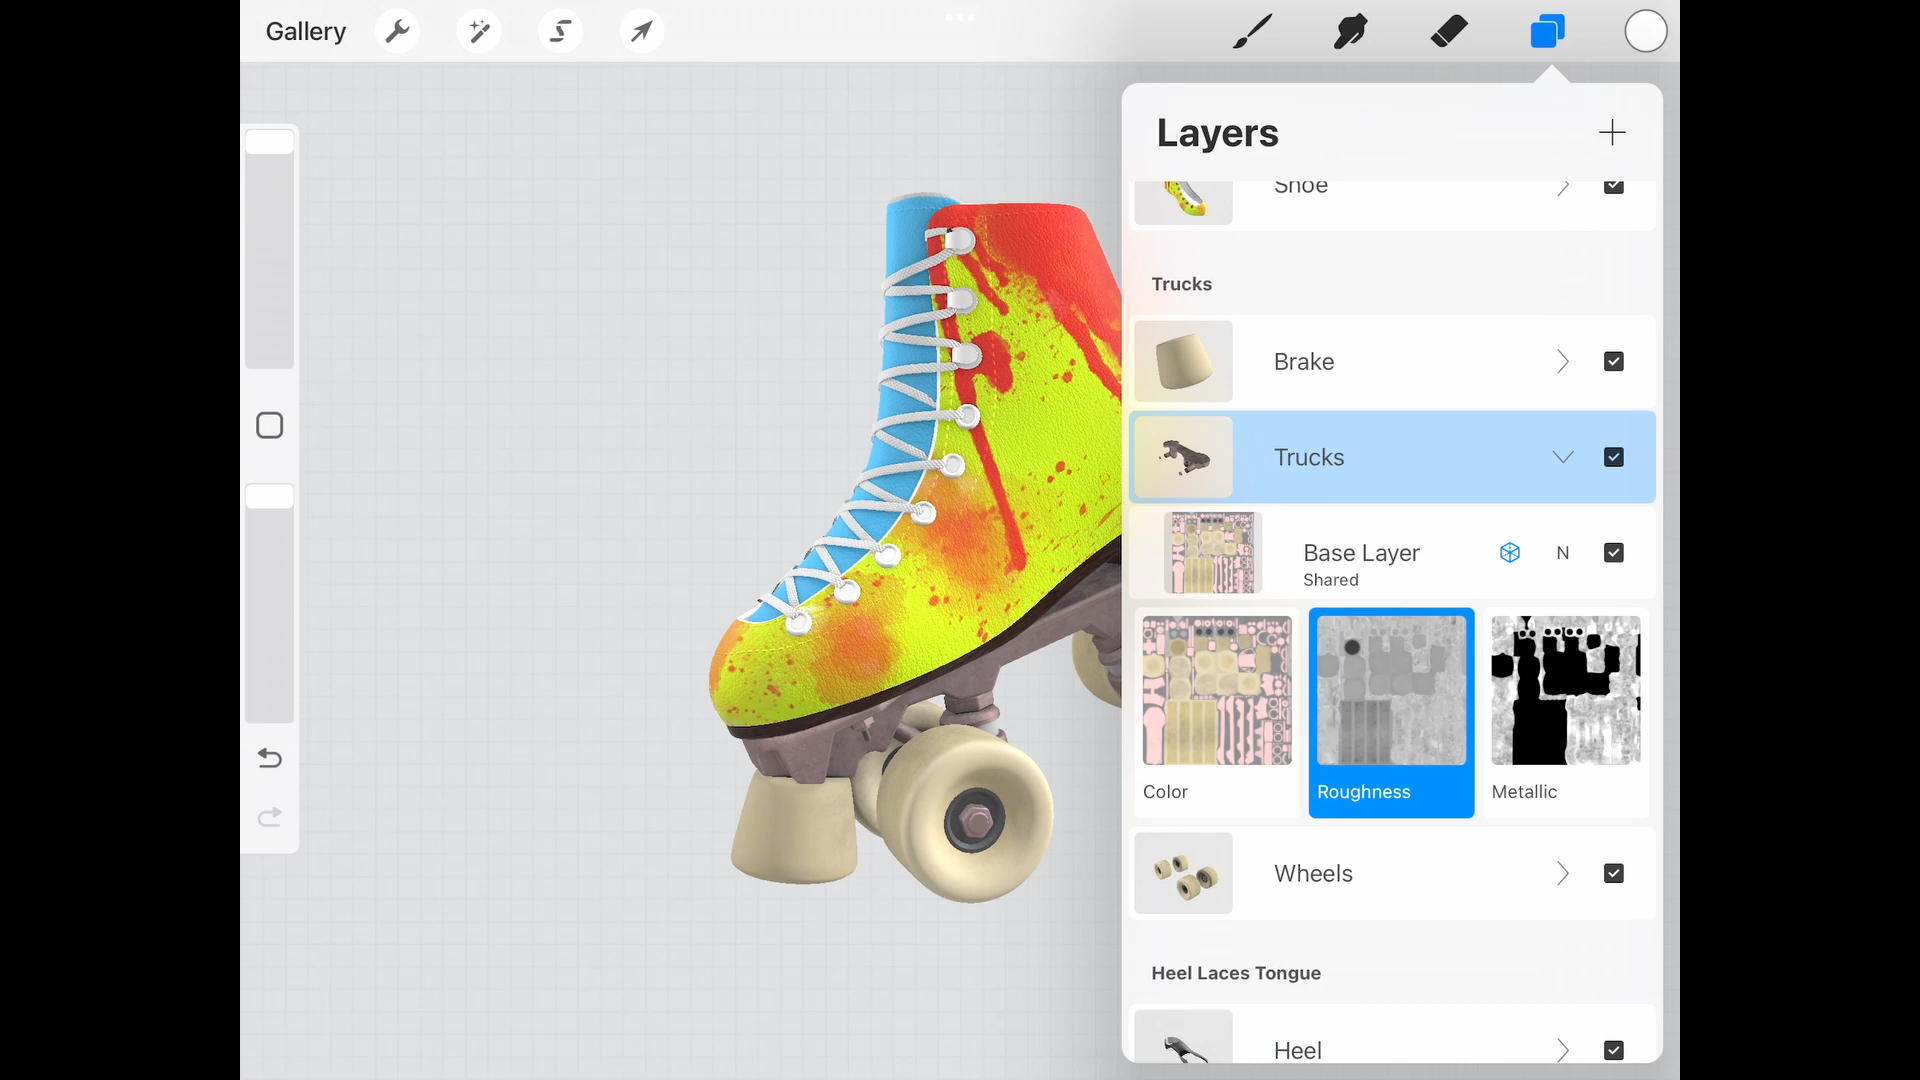 Gallery
Layers
Shoe
Trucks
Brake
Trucks
Base Layer
N
Shared
Color
Roughness
Metallic
Wheels
Heel Laces Tongue
Heel